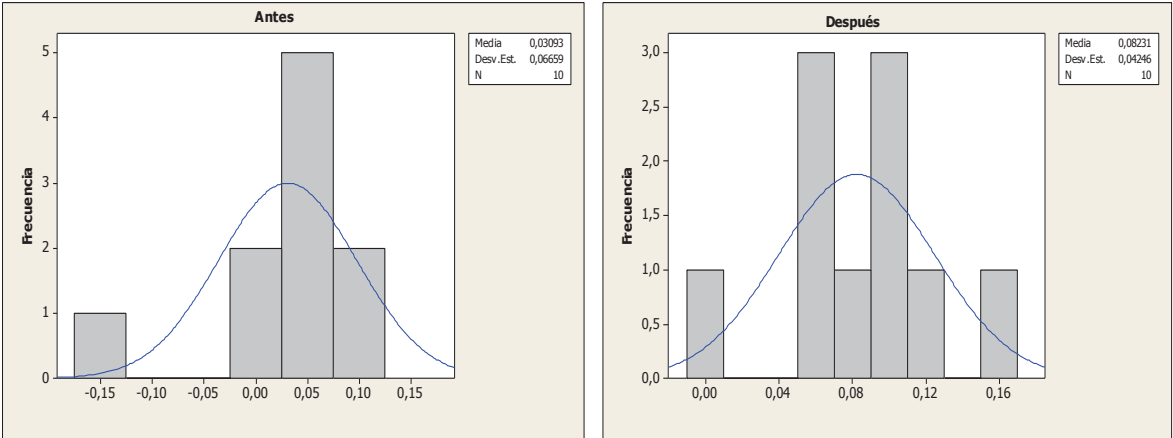 Antes
Media 0,03093
Desv.Est. 0,06659
N 10
Frecuencia
5
4
3
2
1
0
-0,15 -0,10 -0,05 0,00 0,05 0,10 0,15
Después
Media 0,08231
Desv.Est. 0,04246
N 10
Frecuencia
3,0
2,5
2,0
1,5
1,0
0,5
0,0
0,00 0,04 0,08 0,12 0,16